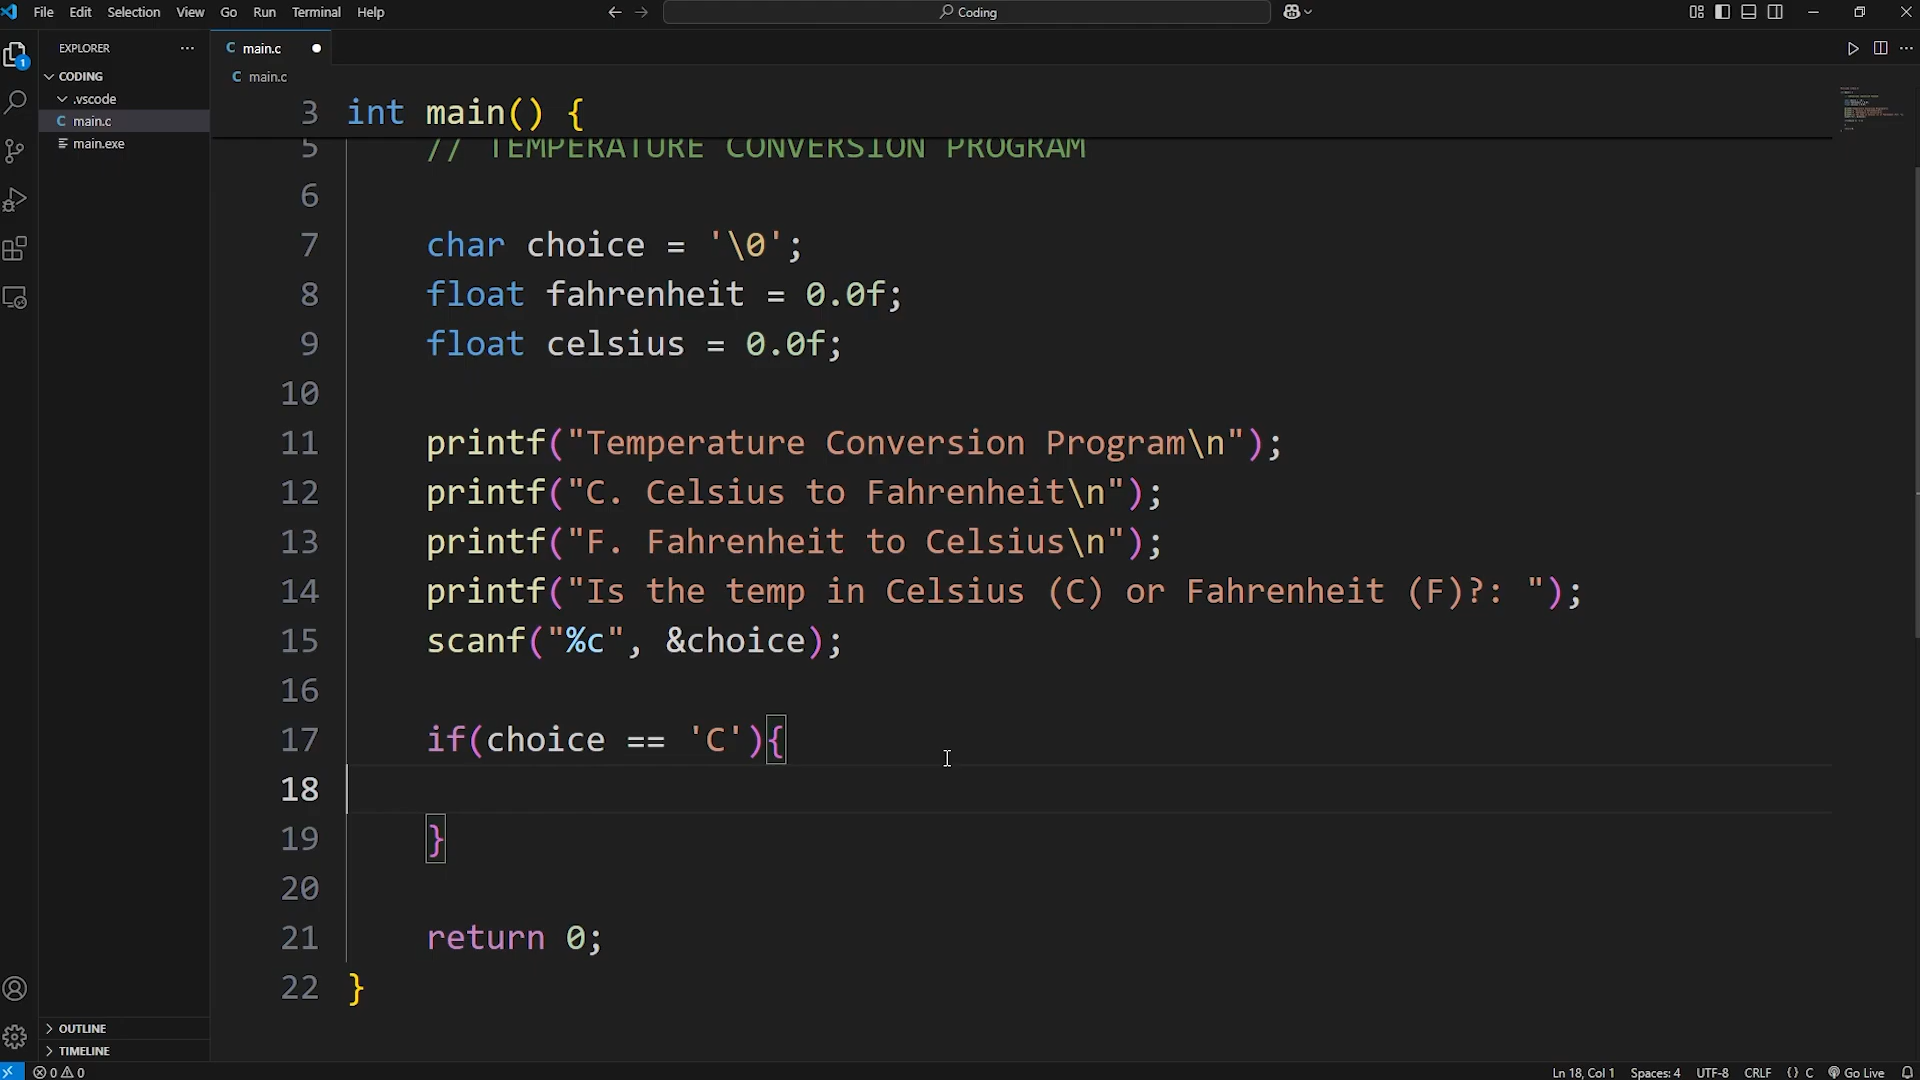 File Edit Selection View Go Run Terminal Help
Coding
EXPLORER
CODING
.vscode
C main.c
main.exe
1
C main.c
C main.c
3 int main() {
5 // TEMPERATURE CONVERSION PROGRAM
6
7 char choice = '\0';
8 float fahrenheit = 0.0f;
9 float celsius = 0.0f;
10
11 printf("Temperature Conversion Program\n");
12 printf("C. Celsius to Fahrenheit\n");
13 printf("F. Fahrenheit to Celsius\n");
14 printf("Is the temp in Celsius (C) or Fahrenheit (F)?: ");
15 scanf("%c", &choice);
16
17 if(choice == 'C'){
18
19 }
20
21 return 0;
22 }
OUTLINE
TIMELINE
0 0
Ln 18, Col 1 Spaces: 4 UTF-8 CRLF {} C Go Live